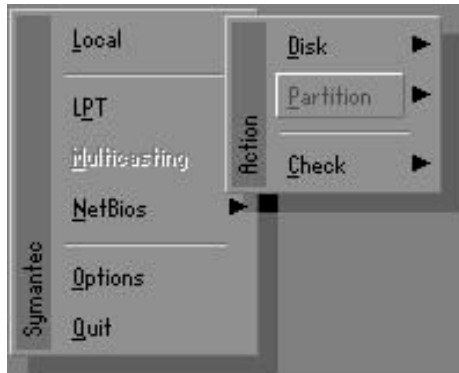 Local
LPT
Multicasting
NetBios
Options
Quit
Symantec
Disk
Partition
Check
Action